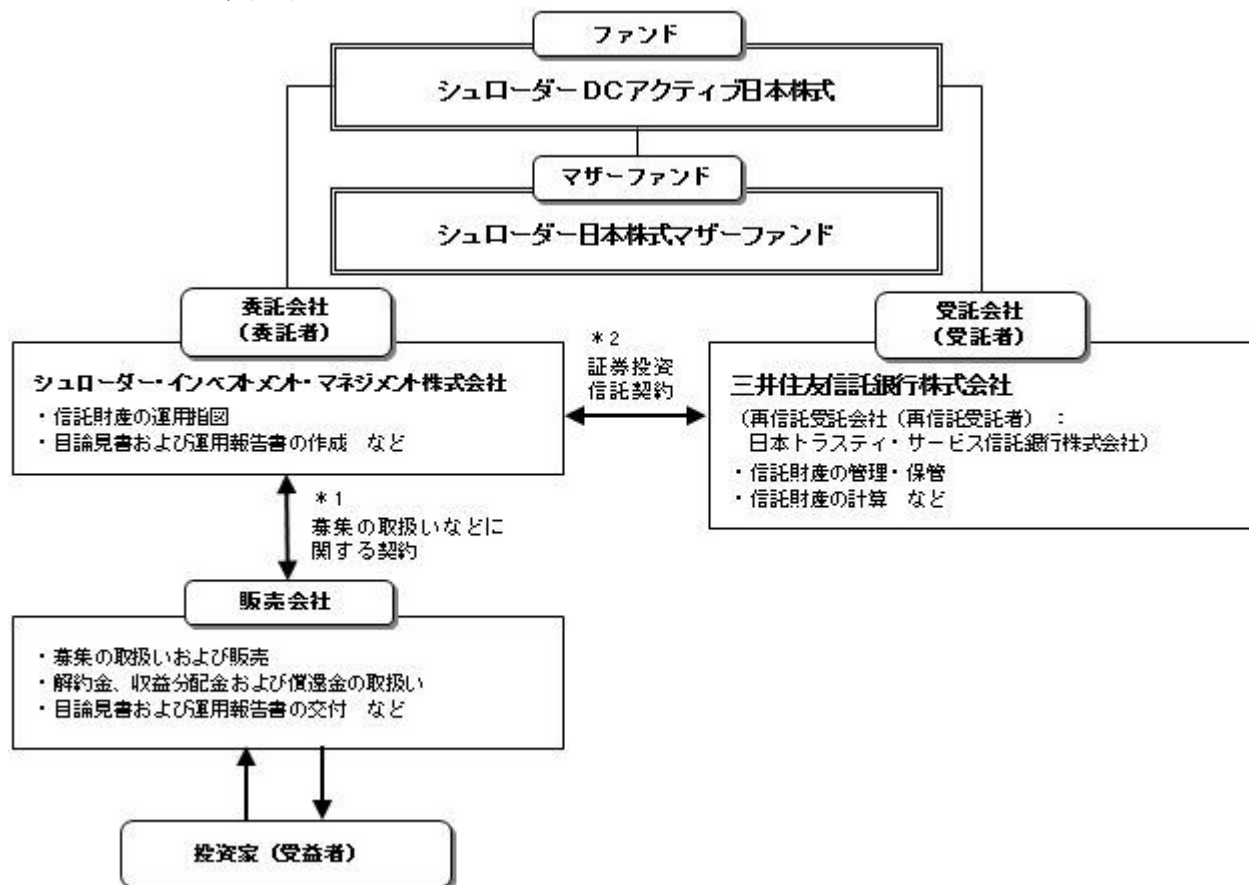 ファンド
シュローダーDCアクティブ日本株式
マザーファンド
シュローダー日本株式マザーファンド
委託会社
（委託者）
シュローダー・インベストメント・マネジメント株式会社
・信託財産の運用指図
・目論見書および運用報告書の作成　など
＊2
証券投資
信託契約
受託会社
（受託者）
三井住友信託銀行株式会社
（再信託受託会社（再信託受託者）：
日本トラスティ・サービス信託銀行株式会社）
・信託財産の管理・保管
・信託財産の計算　など
＊1
募集の取扱いなどに
関する契約
販売会社
・募集の取扱いおよび販売
・解約金、収益分配金および償還金の取扱い
・目論見書および運用報告書の交付　など
投資家（受益者）